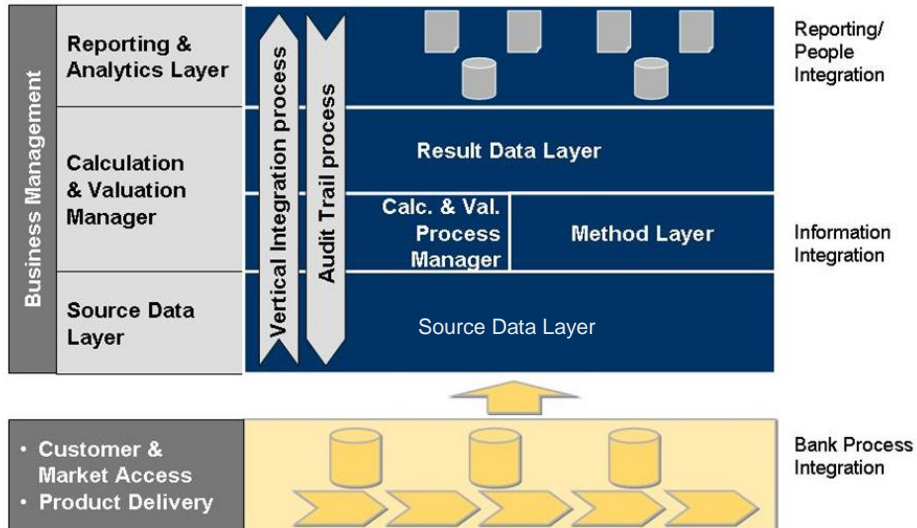 Business Management
Reporting &
Analytics Layer
Calculation
& Valuation
Manager
Source Data
Layer
Vertical Integration process
Audit Trail process
Result Data Layer
Calc. & Val.
Process
Manager
Method Layer
Source Data Layer
Reporting/
People
Integration
Information
Integration
• Customer &
Market Access
• Product Delivery
Bank Process
Integration